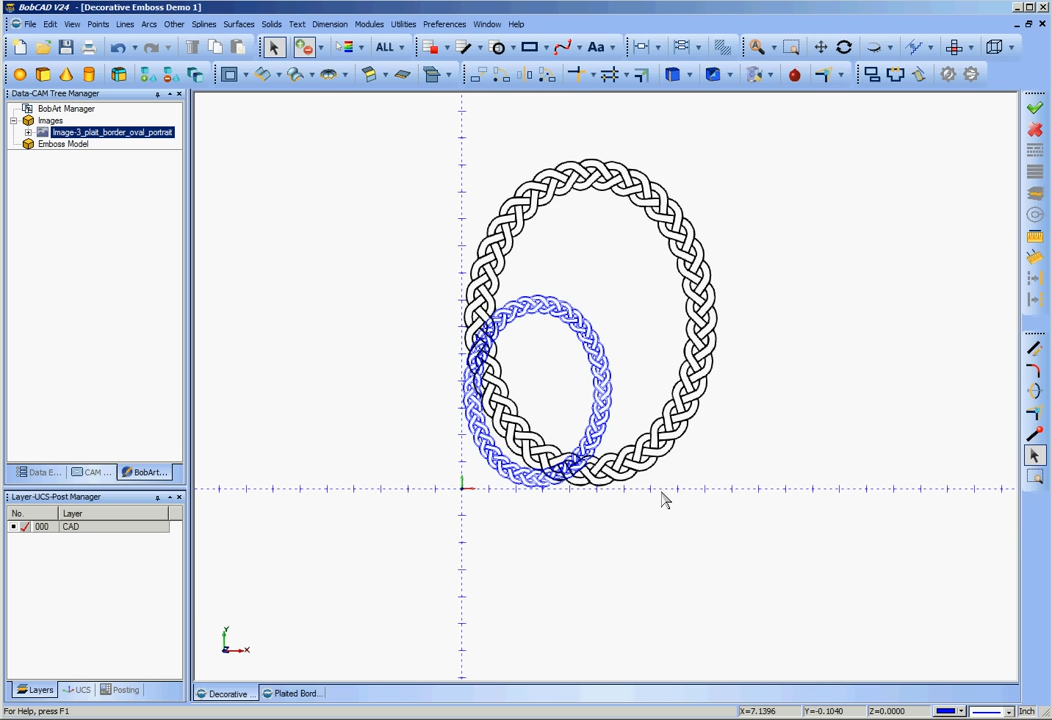 BobCAD V24 - [Decorative Emboss Demo 1]
File Edit View Points Lines Arcs Other Splines Surfaces Solids Text Dimension Modules Utilities Preferences Window Help
ALL Aa
Data-CAM Tree Manager
BobArt Manager
Images
Image-3_plait_border_oval_portrait
Emboss Model
Data E... CAM ... BobArt...
Layer-UCS-Post Manager
No. Layer
000 CAD
Y
X
Z
Layers UCS Posting
Decorative ... Plaited Bord...
For Help, press F1
X=7.1396 Y=-0.1040 Z=0.0000 Inch